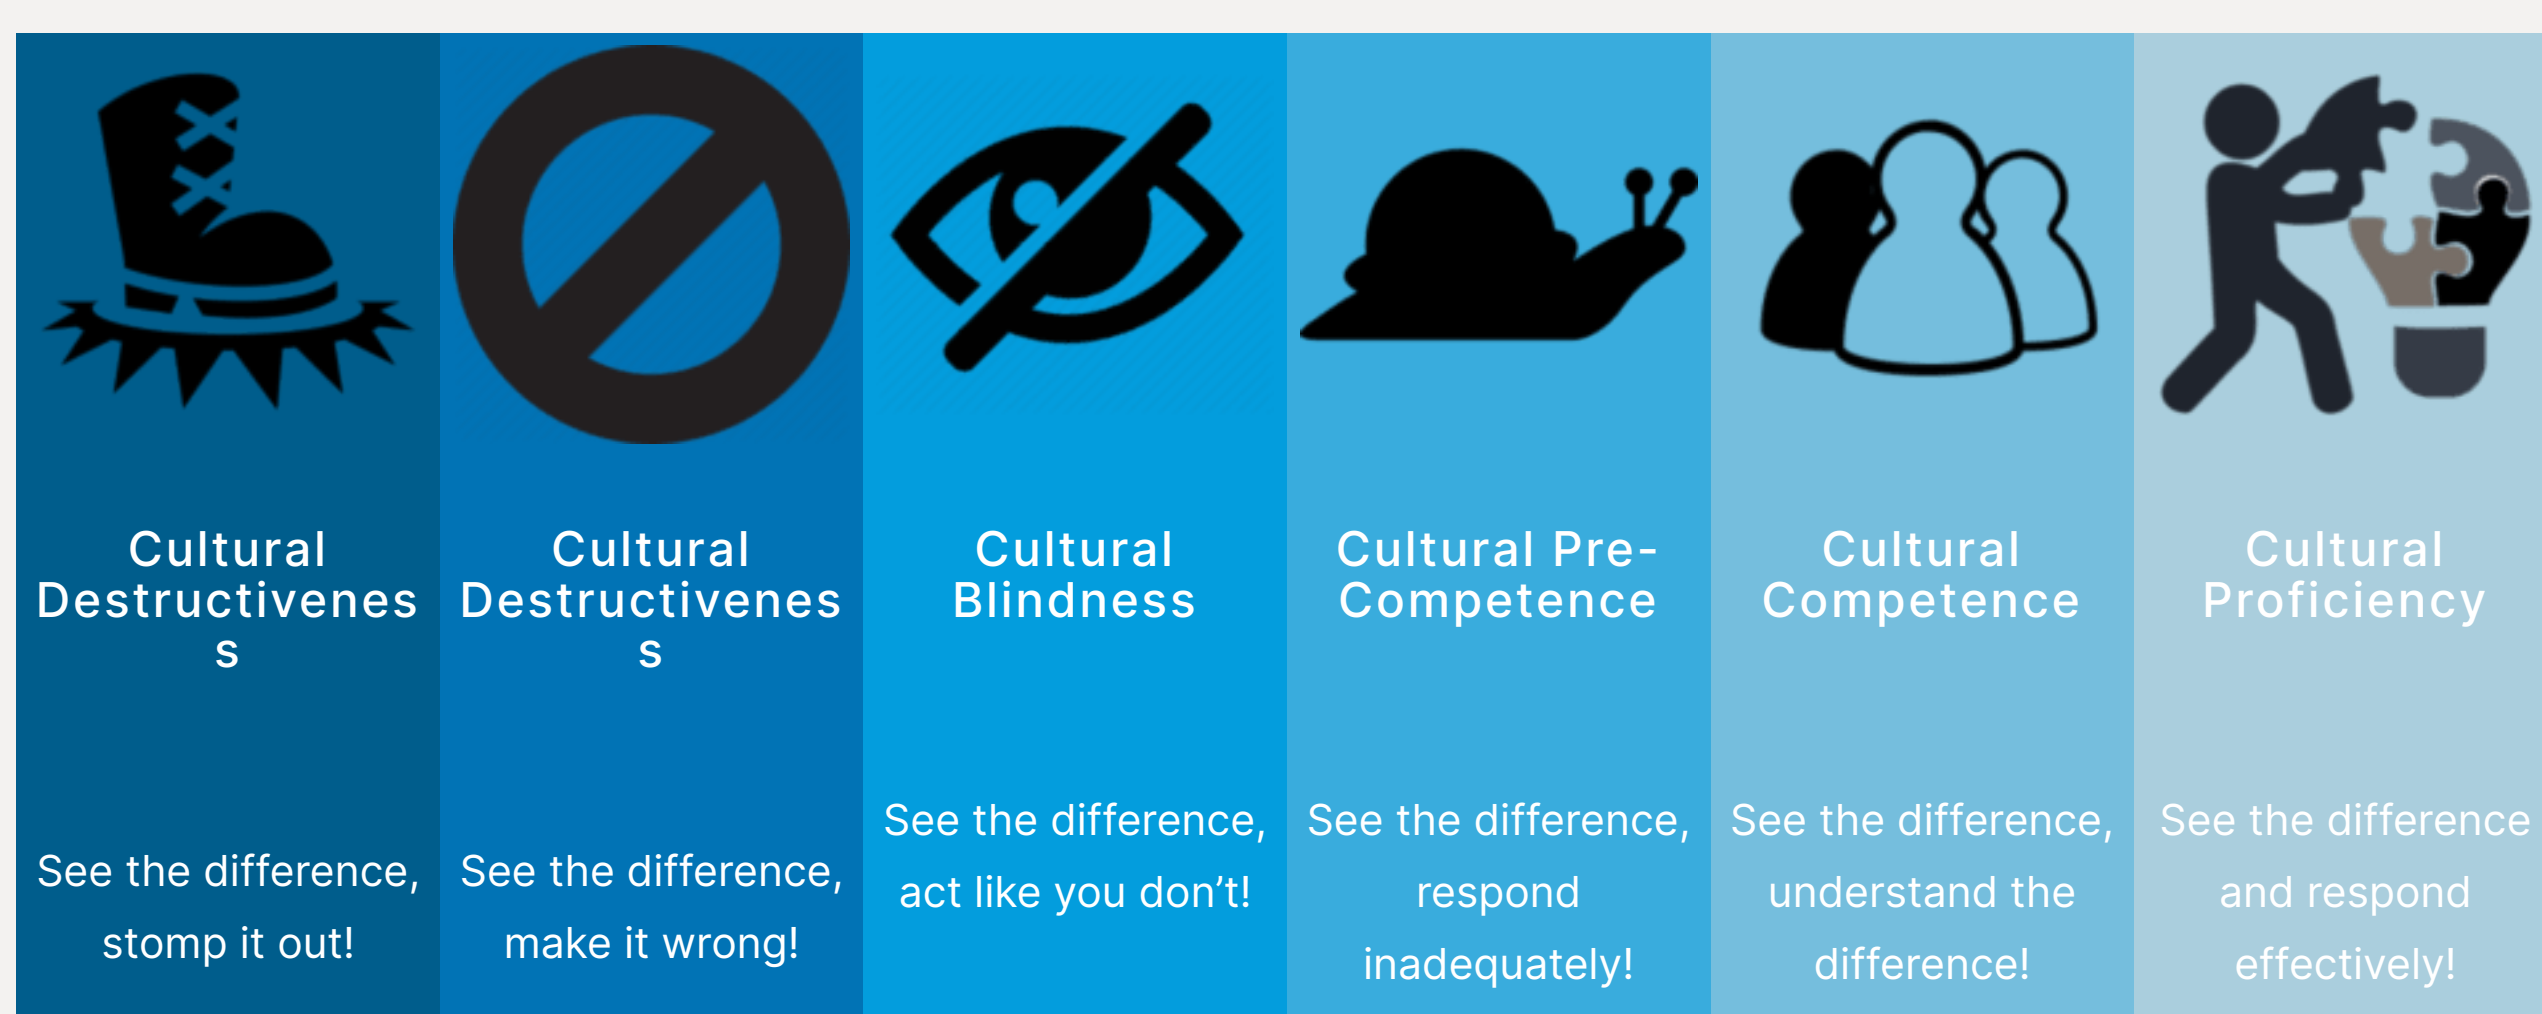 Cultural
Destructivenes
s
See the difference,
stomp it out!
Cultural
Destructivenes
s
See the difference,
make it wrong!
Cultural
Blindness
See the difference,
act like you don’t!
Cultural Pre-
Competence
See the difference,
respond
inadequately!
Cultural
Competence
See the difference,
understand the
difference!
Cultural
Proficiency
See the difference
and respond
effectively!